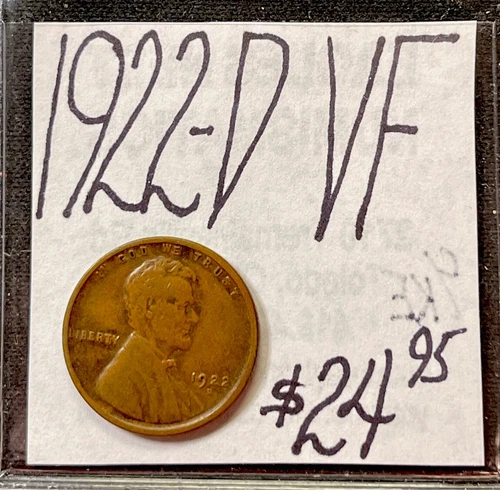 1922-D VF
IN GOD WE TRUST
LIBERTY
1922
$24 95